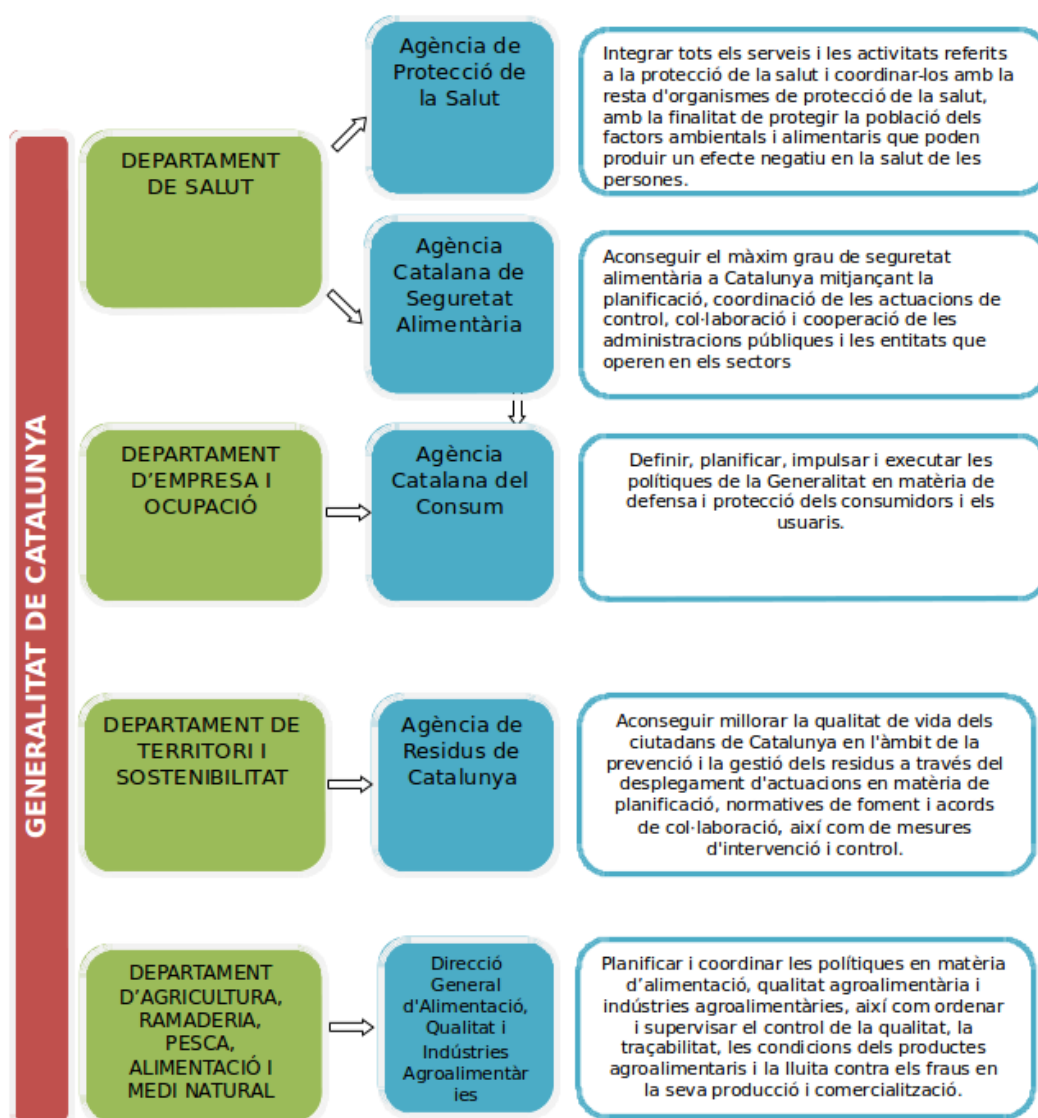 GENERALITAT DE CATALUNYA
DEPARTAMENT
DE SALUT
Agència de
Protecció de
la Salut
Integrar tots els serveis i les activitats referits
a la protecció de la salut i coordinar-los amb la
resta d'organismes de protecció de la salut,
amb la finalitat de protegir la població dels
factors ambientals i alimentaris que poden
produir un efecte negatiu en la salut de les
persones.
Agència
Catalana de
Seguretat
Alimentària
Aconseguir el màxim grau de seguretat
alimentària a Catalunya mitjançant la
planificació, coordinació de les actuacions de
control, col·laboració i cooperació de les
administracions públiques i les entitats que
operen en els sectors
DEPARTAMENT
D’EMPRESA I
OCUPACIÓ
Agència
Catalana del
Consum
Definir, planificar, impulsar i executar les
polítiques de la Generalitat en matèria de
defensa i protecció dels consumidors i els
usuaris.
DEPARTAMENT DE
TERRITORI I
SOSTENIBILITAT
Agència de
Residus de
Catalunya
Aconseguir millorar la qualitat de vida dels
ciutadans de Catalunya en l'àmbit de la
prevenció i la gestió dels residus a través del
desplegament d'actuacions en matèria de
planificació, normatives de foment i acords
de col·laboració, així com de mesures
d'intervenció i control.
DEPARTAMENT
D’AGRICULTURA,
RAMADERIA,
PESCA,
ALIMENTACIÓ I
MEDI NATURAL
Direcció
General
d'Alimentació,
Qualitat i
Indústries
Agroalimentàr
ies
Planificar i coordinar les polítiques en matèria
d’alimentació, qualitat agroalimentària i
indústries agroalimentàries, així com ordenar
i supervisar el control de la qualitat, la
traçabilitat, les condicions dels productes
agroalimentaris i la lluita contra els fraus en
la seva producció i comercialització.